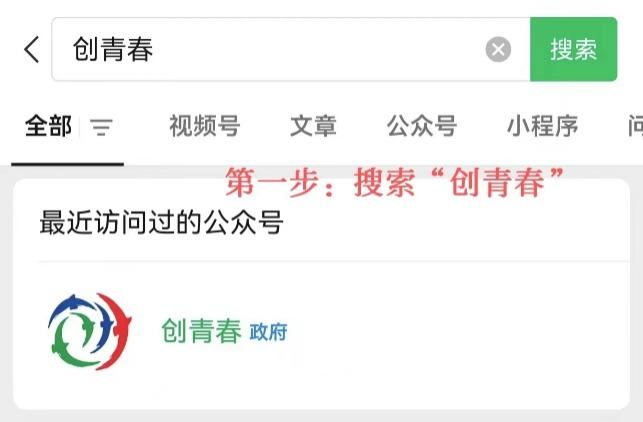 创青春
搜索
全部
视频号
文章
公众号
小程序
第一步：搜索“创青春”
最近访问过的公众号
创青春 政府